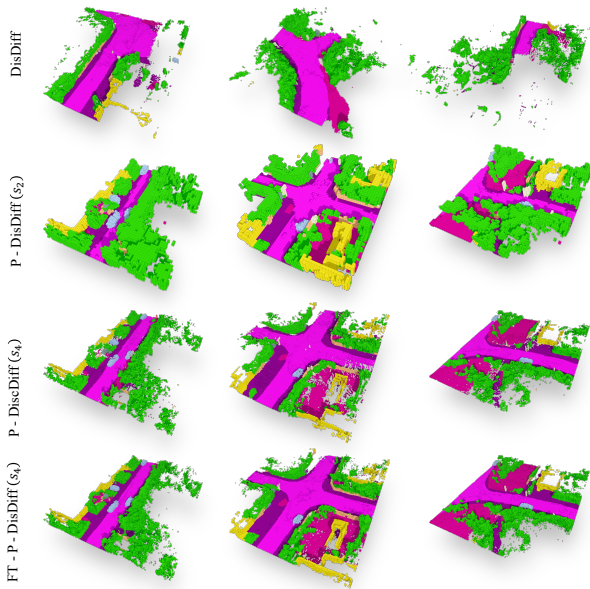 DisDiff
P - DisDiff (s₂)
P - DiscDiff (s₄)
FT - P - DisDiff (s₄)